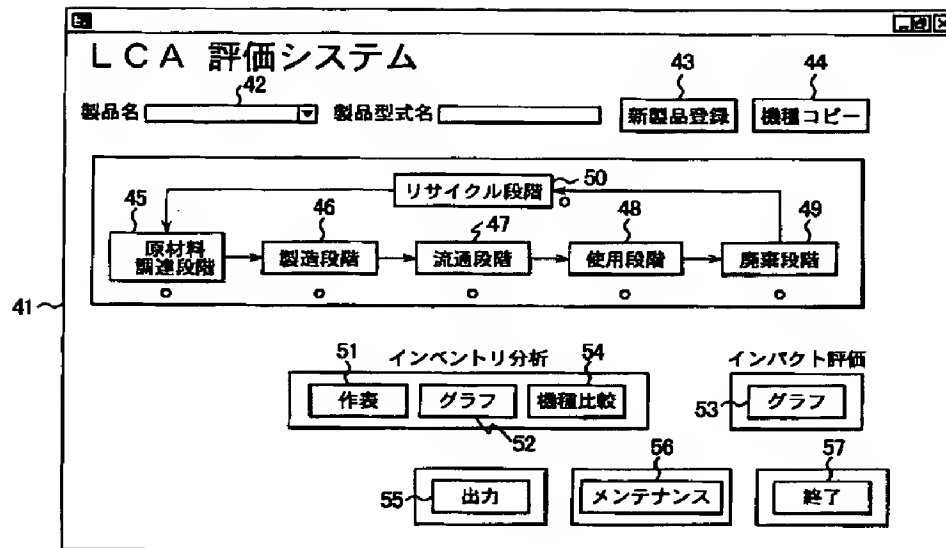 LCA 評価システム
42
43
44
製品名
製品型式名
新製品登録
機種コピー
リサイクル段階
50
45
46
47
48
49
原材料
調達段階
製造段階
流通段階
使用段階
廃棄段階
41
インベントリ分析
インパクト評価
51
54
作表
グラフ
機種比較
53
グラフ
52
56
57
55
出力
メンテナンス
終了